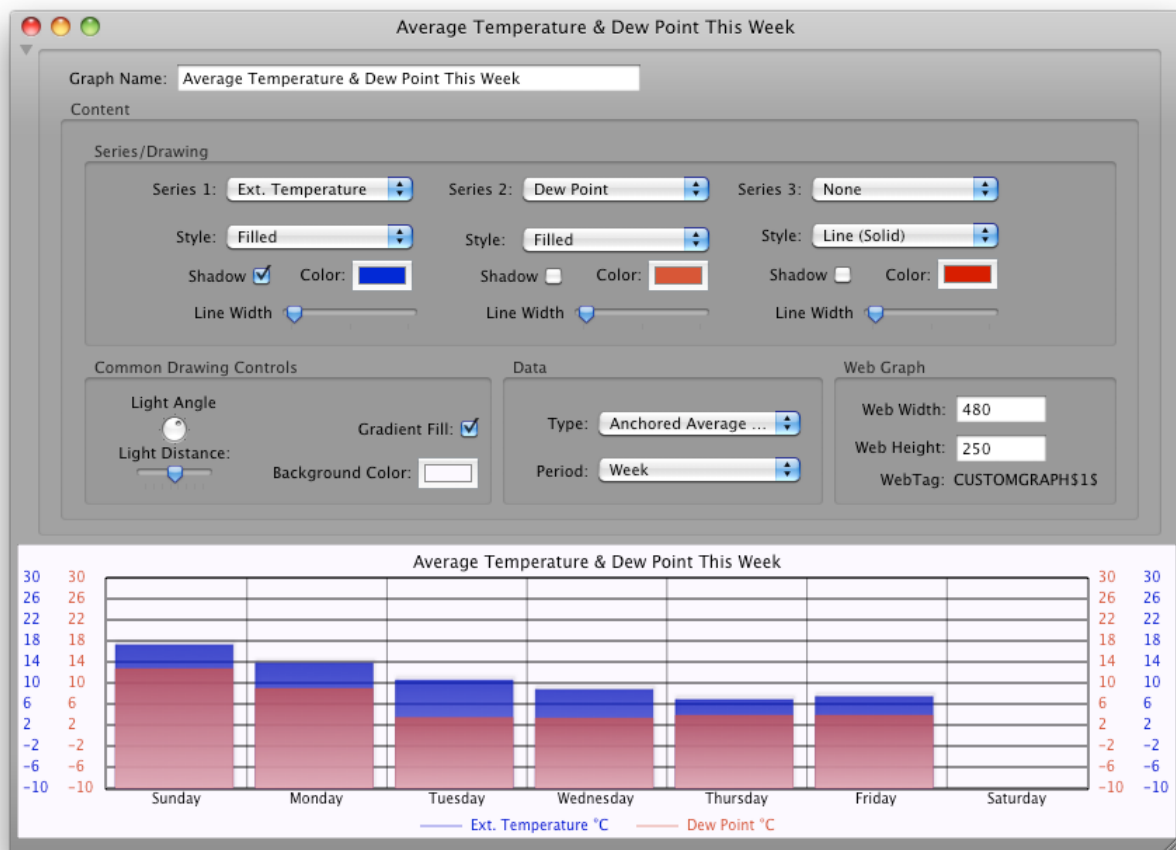 Average Temperature & Dew Point This Week
Graph Name: Average Temperature & Dew Point This Week
Content
Series/Drawing
Series 1: Ext. Temperature Series 2: Dew Point Series 3: None
Style: Filled Style: Filled Style: Line (Solid)
Shadow Color: Shadow Color: Shadow Color:
Line Width Line Width Line Width
Common Drawing Controls Data Web Graph
Light Angle
Web Width: 480
Gradient Fill: Type: Anchored Average ...
Light Distance: Web Height: 250
Background Color: Period: Week
WebTag: CUSTOMGRAPH$1$
Average Temperature & Dew Point This Week
30 30 30 30
26 26 26 26
22 22 22 22
18 18 18 18
14 14 14 14
10 10 10 10
6 6 6 6
2 2 2 2
-2 -2 -2 -2
-6 -6 -6 -6
-10 -10 -10 -10
Sunday Monday Tuesday Wednesday Thursday Friday Saturday
Ext. Temperature °C Dew Point °C